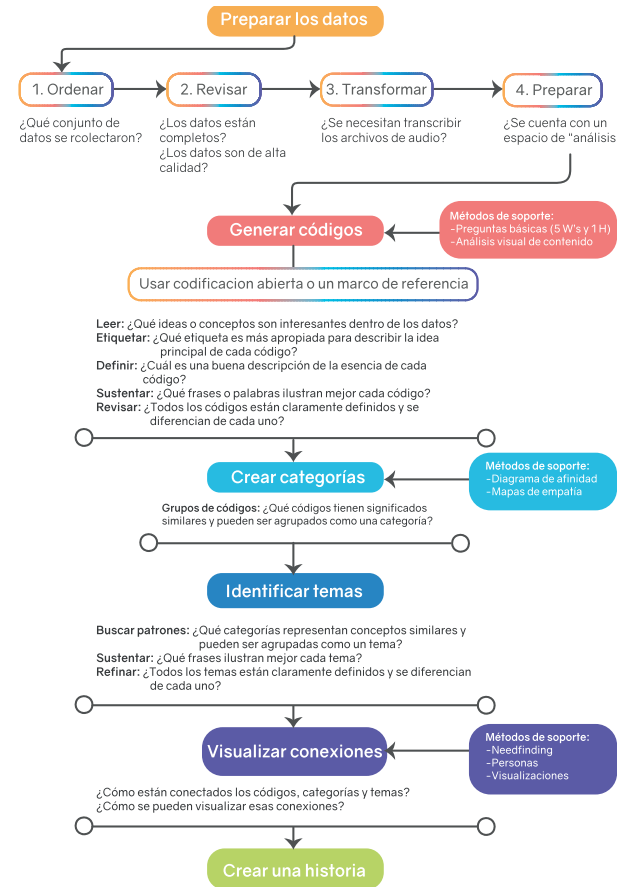 Preparar los datos
1. Ordenar
2. Revisar
3. Transformar
4. Preparar
¿Qué conjunto de
datos se rcolectaron?
¿Los datos están
completos?
¿Los datos son de alta
calidad?
¿Se necesitan transcribir
los archivos de audio?
¿Se cuenta con un
espacio de "análisis
Generar códigos
Métodos de soporte:
-Preguntas básicas (5 W's y 1 H)
-Análisis visual de contenido
Usar codificacion abierta o un marco de referencia
Leer: ¿Qué ideas o conceptos son interesantes dentro de los datos?
Etiquetar: ¿Qué etiqueta es más apropiada para describir la idea
principal de cada código?
Definir: ¿Cuál es una buena descripción de la esencia de cada
código?
Sustentar: ¿Qué frases o palabras ilustran mejor cada código?
Revisar: ¿Todos los códigos están claramente definidos y se
diferencian de cada uno?
Crear categorías
Métodos de soporte:
-Diagrama de afinidad
-Mapas de empatía
Grupos de códigos: ¿Qué códigos tienen significados
similares y pueden ser agrupados como una categoría?
Identificar temas
Buscar patrones: ¿Qué categorías representan conceptos similares y
pueden ser agrupadas como un tema?
Sustentar: ¿Qué frases ilustran mejor cada tema?
Refinar: ¿Todos los temas están claramente definidos y se diferencian
de cada uno?
Visualizar conexiones
Métodos de soporte:
-Needfinding
-Personas
-Visualizaciones
¿Cómo están conectados los códigos, categorías y temas?
¿Cómo se pueden visualizar esas conexiones?
Crear una historia